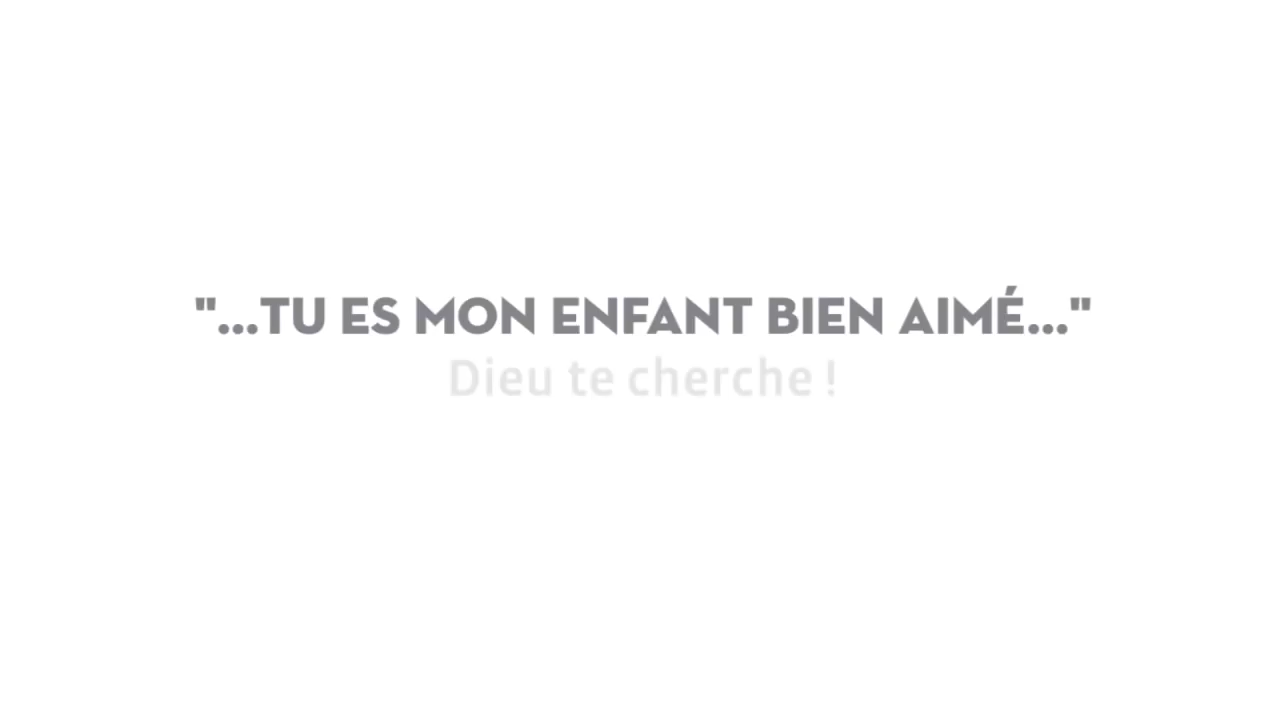 "...TU ES MON ENFANT BIEN AIMÉ..."
Dieu te cherche !